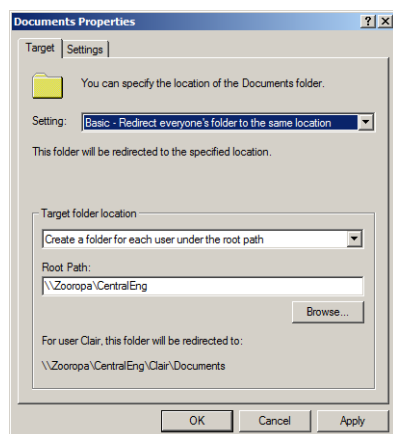 Documents Properties
Target
Settings
You can specify the location of the Documents folder.
Setting:
Basic - Redirect everyone's folder to the same location
This folder will be redirected to the specified location.
Target folder location
Create a folder for each user under the root path
Root Path:
\\Zooropa\CentralEng
Browse...
For user Clair, this folder will be redirected to:
\\Zooropa\CentralEng\Clair\Documents
OK
Cancel
Apply